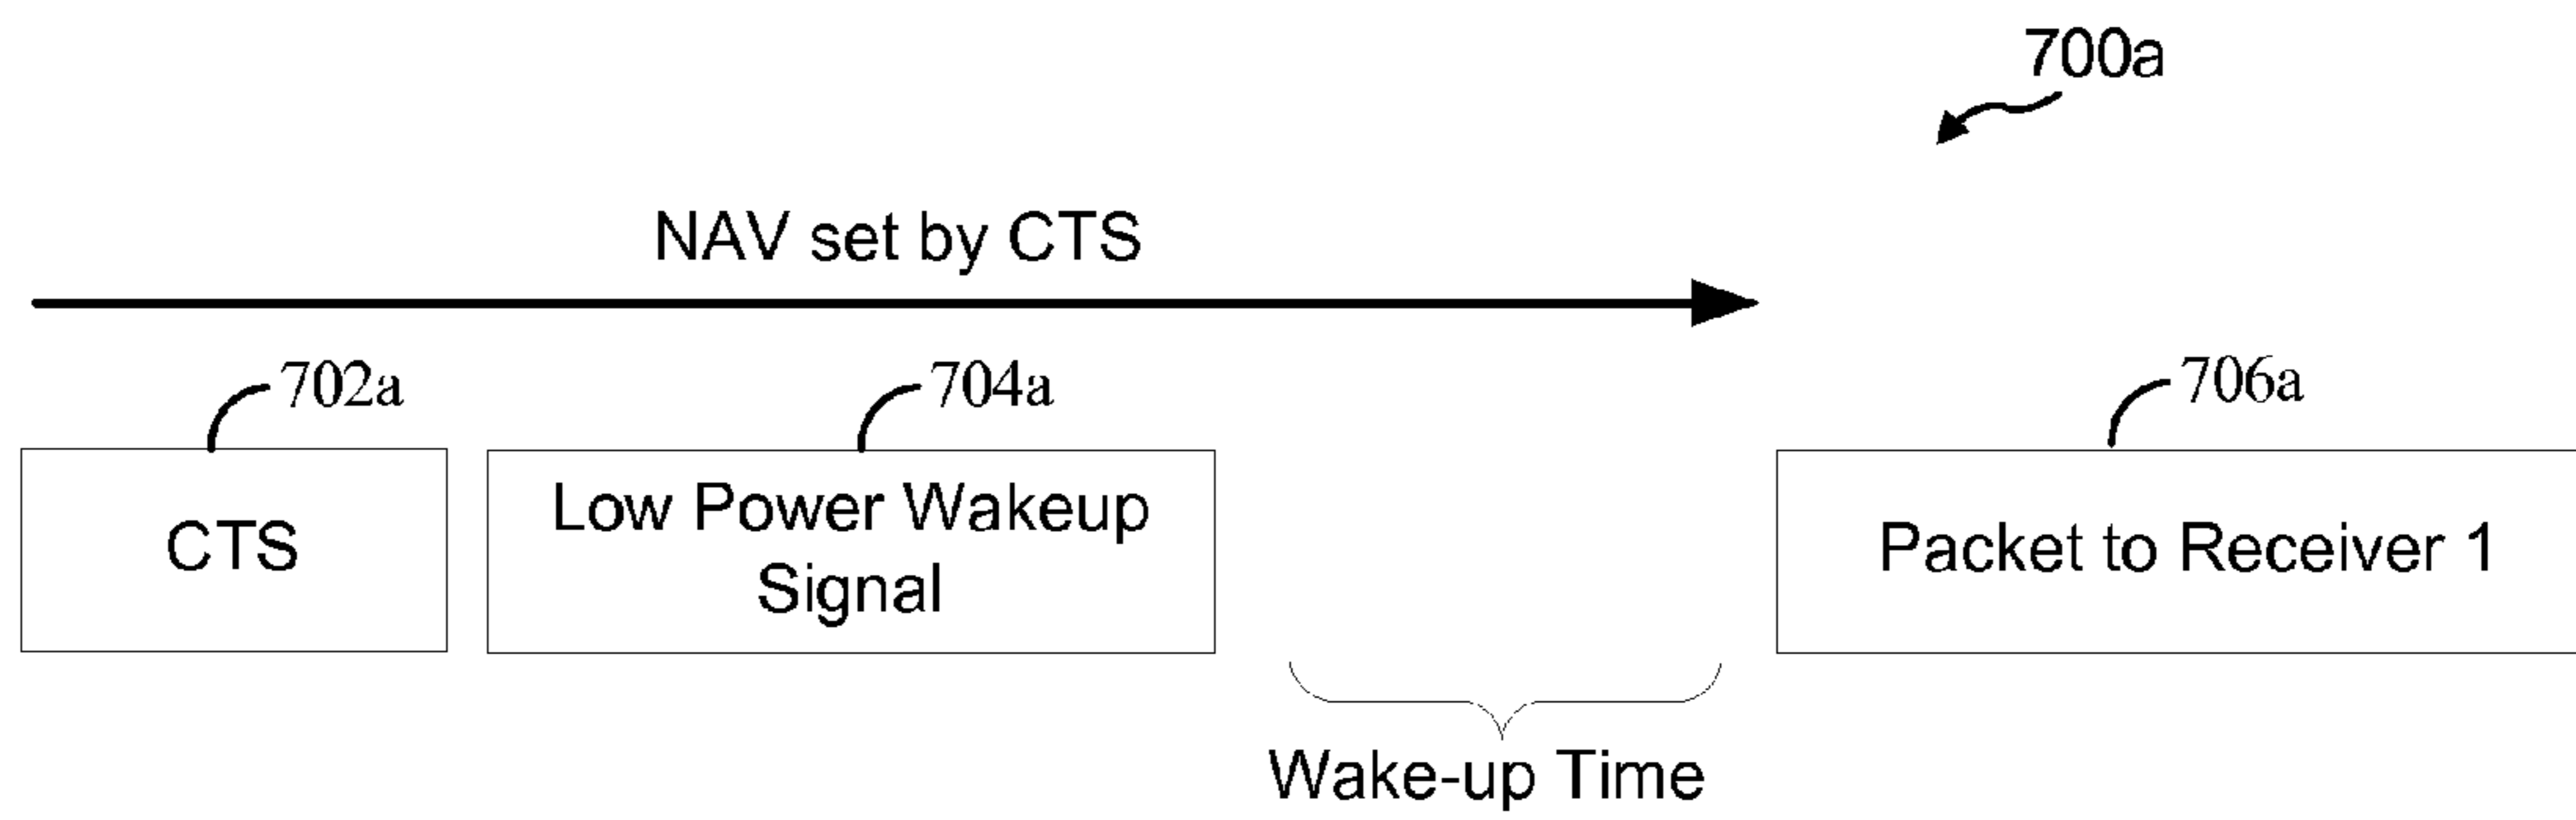 700a
NAV set by CTS
702a
704a
706a
CTS
Low Power Wakeup
Signal
Packet to Receiver 1
Wake-up Time